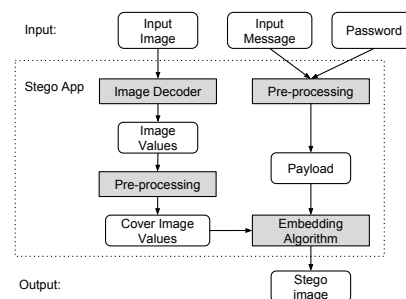 Input:
Input
Image
Input
Message
Password
Stego App
Image Decoder
Pre-processing
Image
Values
Pre-processing
Payload
Cover Image
Values
Embedding
Algorithm
Output:
Stego
image